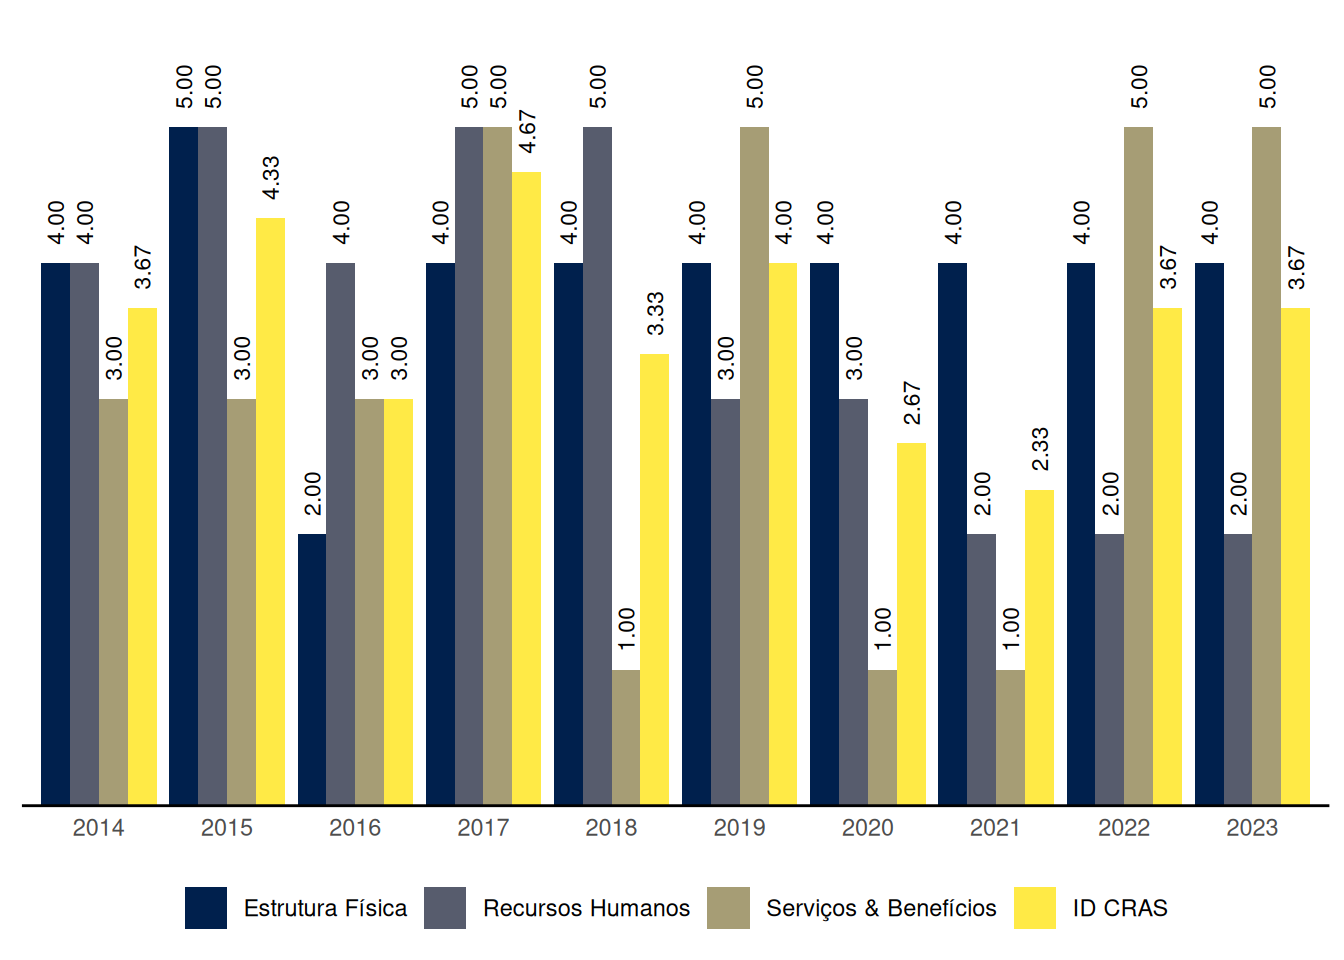 4.00 4.00 3.00 3.67
5.00 5.00 3.00 4.33
2.00 4.00 3.00 3.00
4.00 5.00 5.00 4.67
4.00 5.00 1.00 3.33
4.00 3.00 5.00 4.00
4.00 3.00 1.00 2.67
4.00 2.00 1.00 2.33
4.00 2.00 5.00 3.67
4.00 2.00 5.00 3.67
2014 2015 2016 2017 2018 2019 2020 2021 2022 2023
Estrutura Física Recursos Humanos Serviços & Benefícios ID CRAS